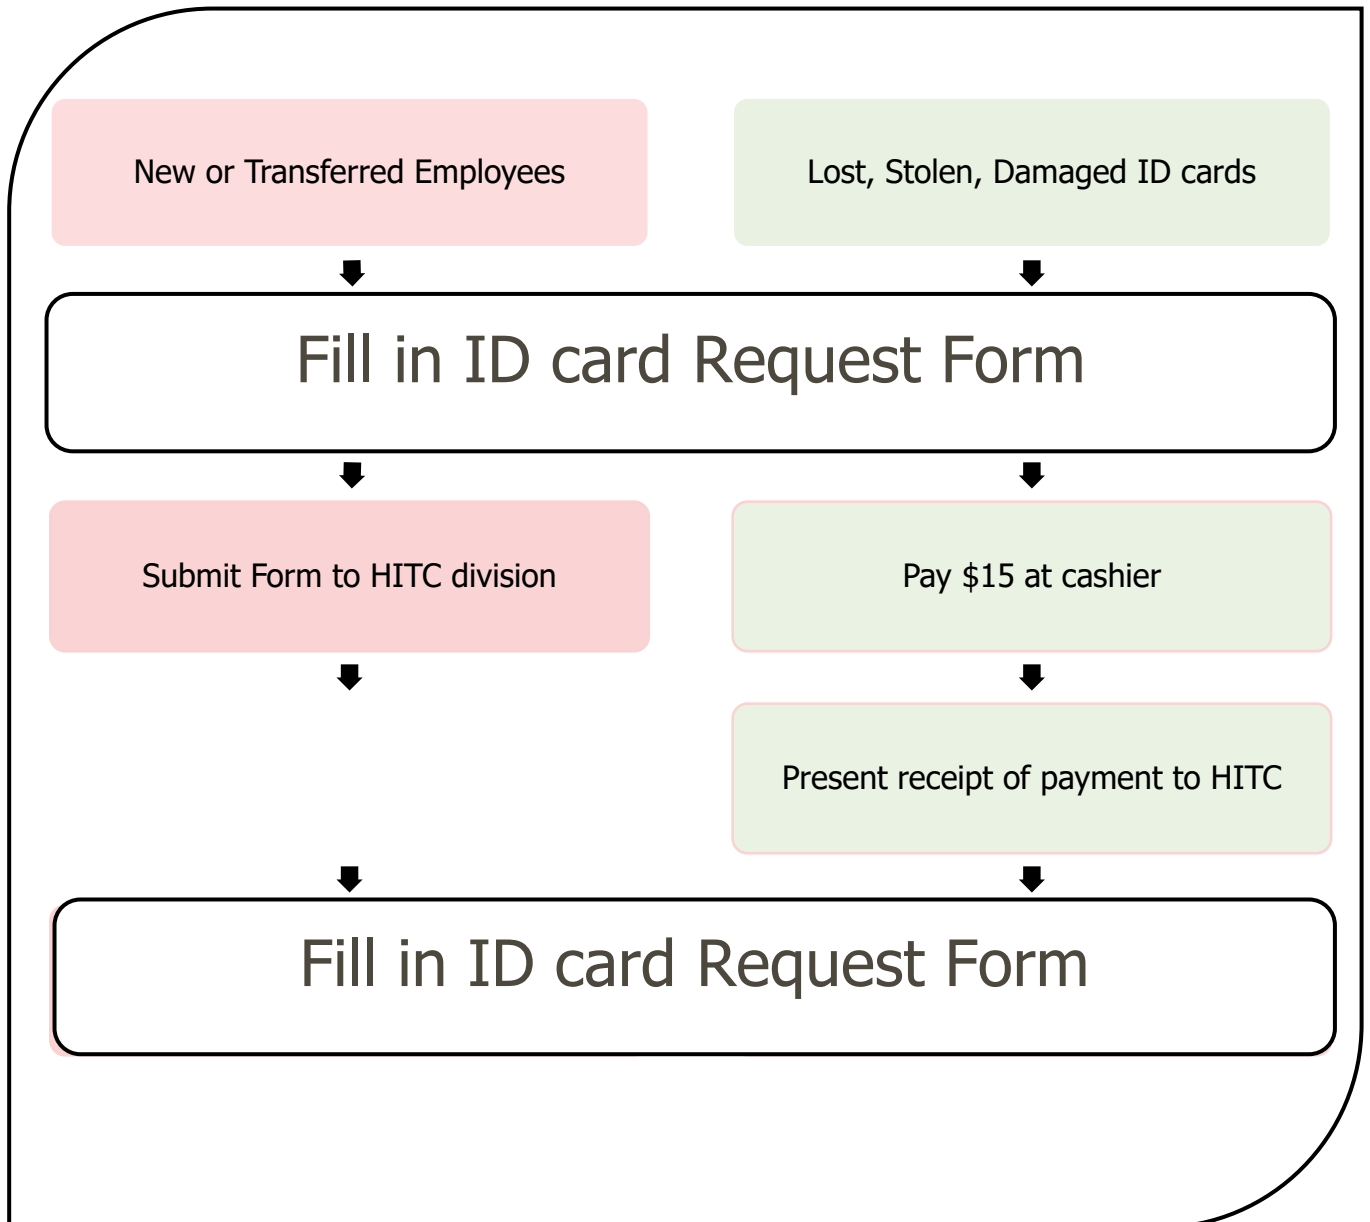 New or Transferred Employees
Lost, Stolen, Damaged ID cards
Fill in ID card Request Form
Submit Form to HITC division
Pay $15 at cashier
Present receipt of payment to HITC
Fill in ID card Request Form